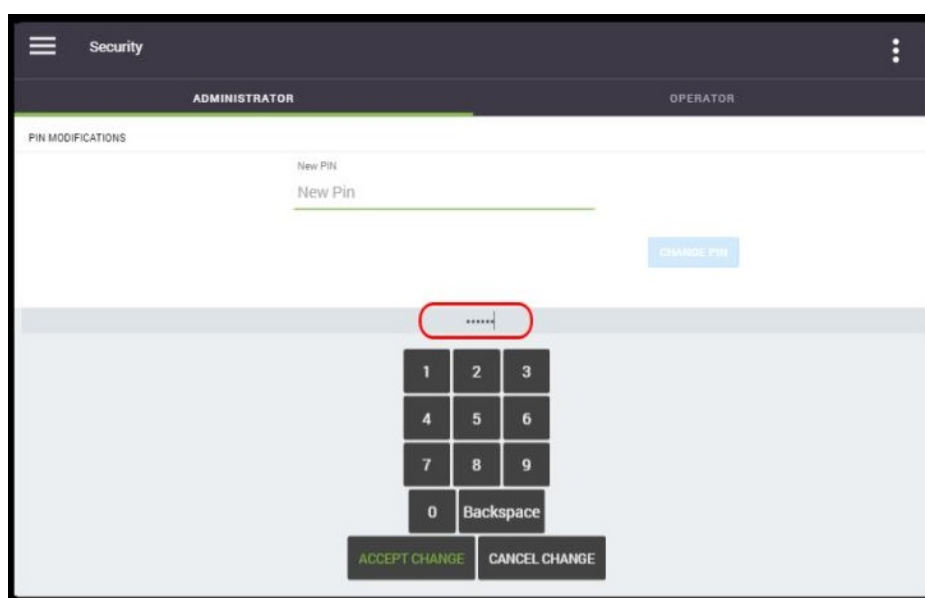 Security
ADMINISTRATOR OPERATOR
PIN MODIFICATIONS
New PIN
New Pin
CHANGE PIN
••••••
1 2 3
4 5 6
7 8 9
0 Backspace
ACCEPT CHANGE CANCEL CHANGE